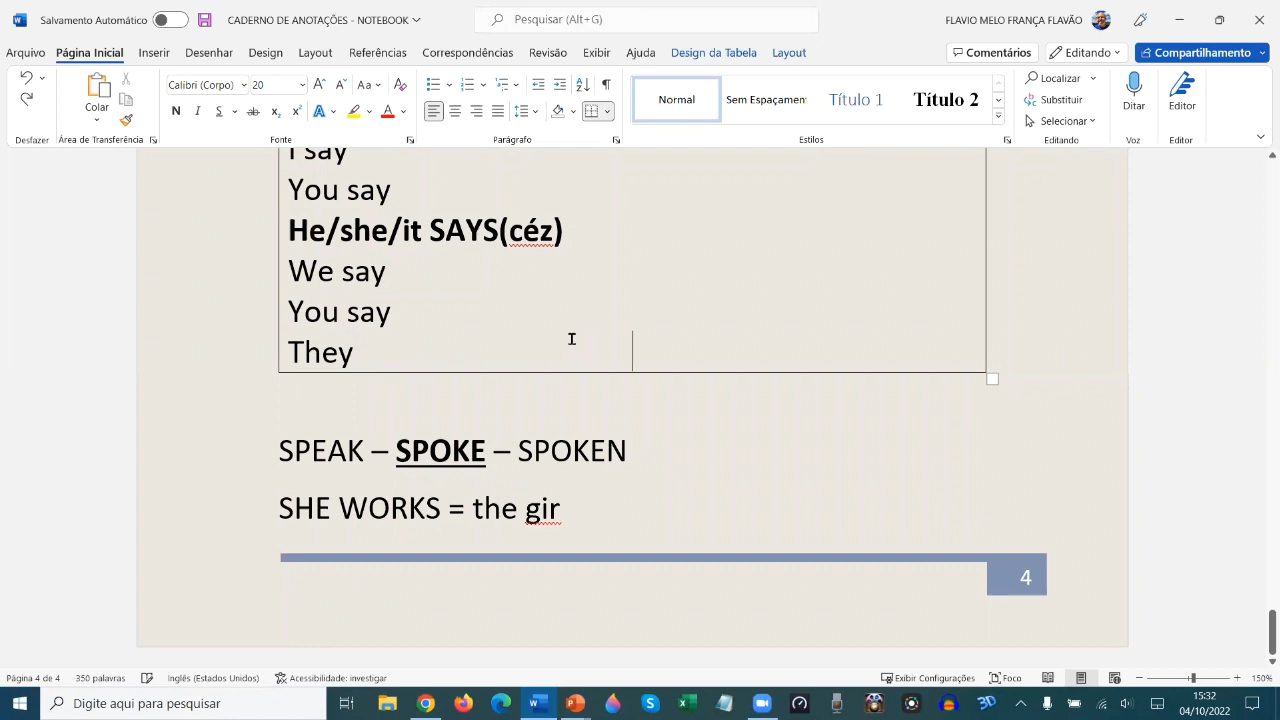 Salvamento Automático
CADERNO DE ANOTAÇÕES - NOTEBOOK
Pesquisar (Alt+G)
FLAVIO MELO FRANÇA FLAVÃO
Arquivo Página Inicial Inserir Desenhar Design Layout Referências Correspondências Revisão Exibir Ajuda Design da Tabela Layout
Comentários Editando Compartilhamento
Calibri (Corpo) 20
Colar
Normal Sem Espaçamen Título 1 Título 2
Localizar
Substituir
Selecionar
Ditar
Editor
Desfazer Área de Transferência Fonte Parágrafo Estilos Editando Voz Editor
I say
You say
He/she/it SAYS(céz)
We say
You say
They
SPEAK – SPOKE – SPOKEN
SHE WORKS = the gir
4
Página 4 de 4 350 palavras Inglês (Estados Unidos) Acessibilidade: investigar Exibir Configurações Foco 150%
Digite aqui para pesquisar
15:32
04/10/2022